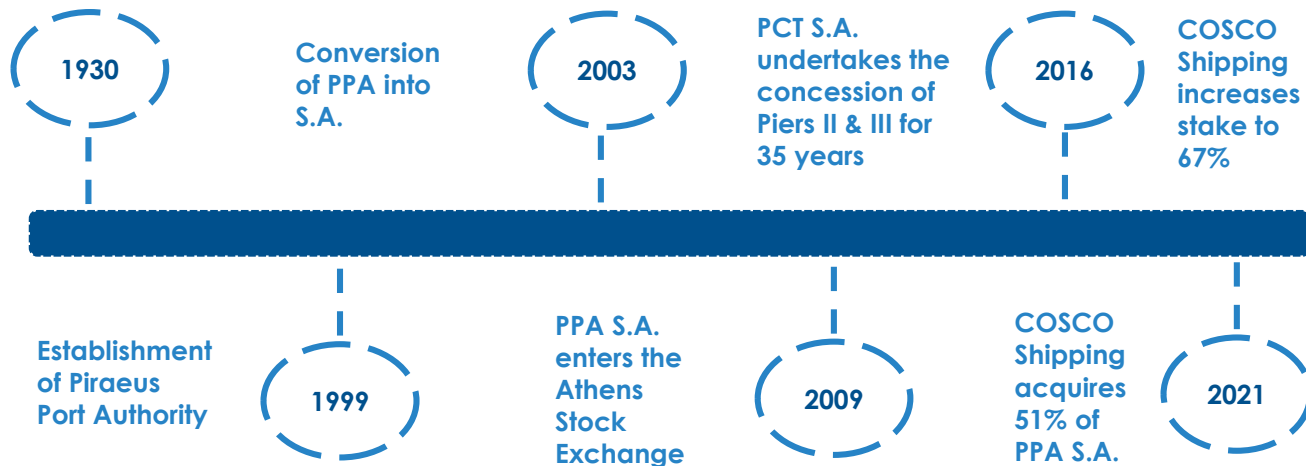 1930
Establishment
of Piraeus
Port Authority
Conversion
of PPA into
S.A.
1999
2003
PPA S.A.
enters the
Athens
Stock
Exchange
PCT S.A.
undertakes the
concession of
Piers II & III for
35 years
2009
2016
COSCO
Shipping
acquires
51% of
PPA S.A.
COSCO
Shipping
increases
stake to
67%
2021